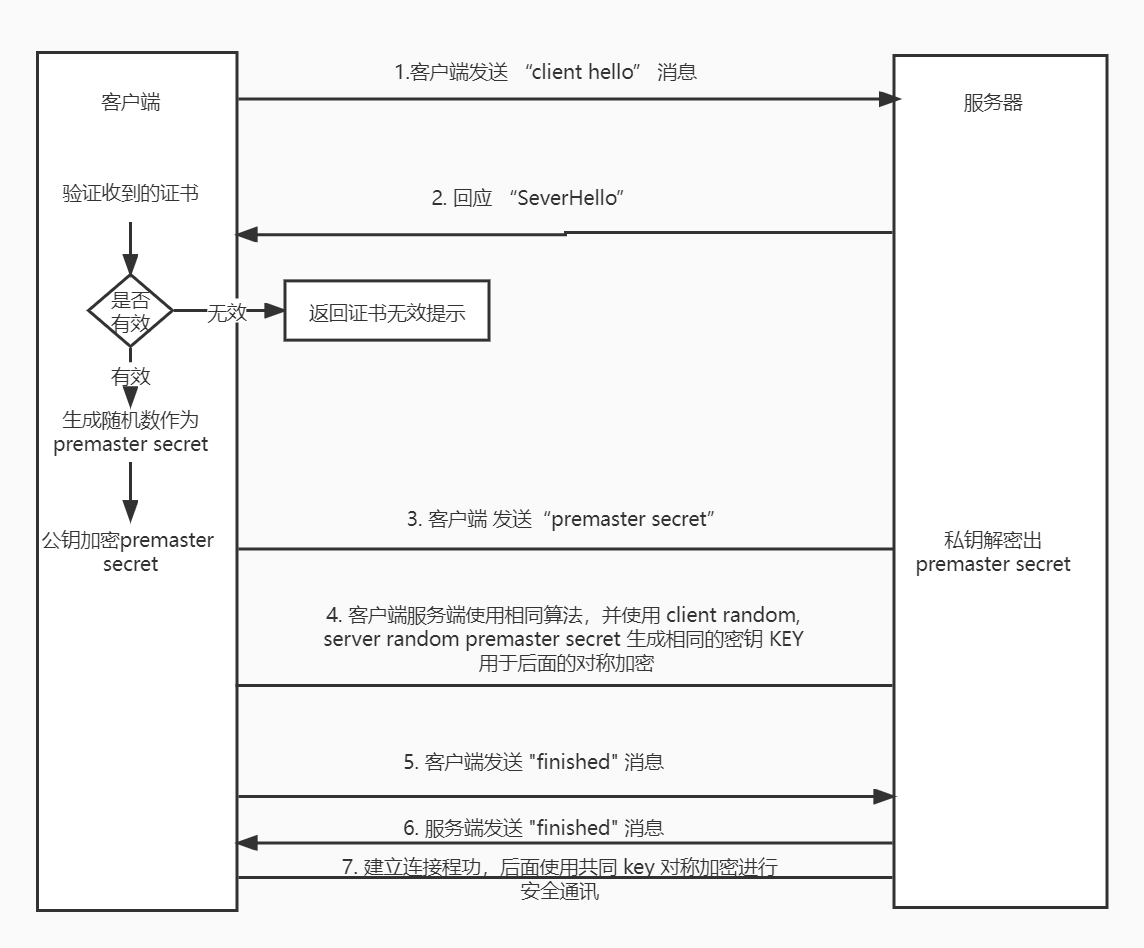 1.客户端发送 “client hello” 消息
客户端
服务器
验证收到的证书
2. 回应 “SeverHello”
是否
有效
无效
返回证书无效提示
有效
生成随机数作为
premaster secret
3. 客户端 发送“premaster secret”
公钥加密premaster
secret
私钥解密出
premaster secret
4. 客户端服务端使用相同算法，并使用 client random,
server random premaster secret 生成相同的密钥 KEY
用于后面的对称加密
5. 客户端发送 "finished" 消息
6. 服务端发送 "finished" 消息
7. 建立连接程功，后面使用共同 key 对称加密进行
安全通讯